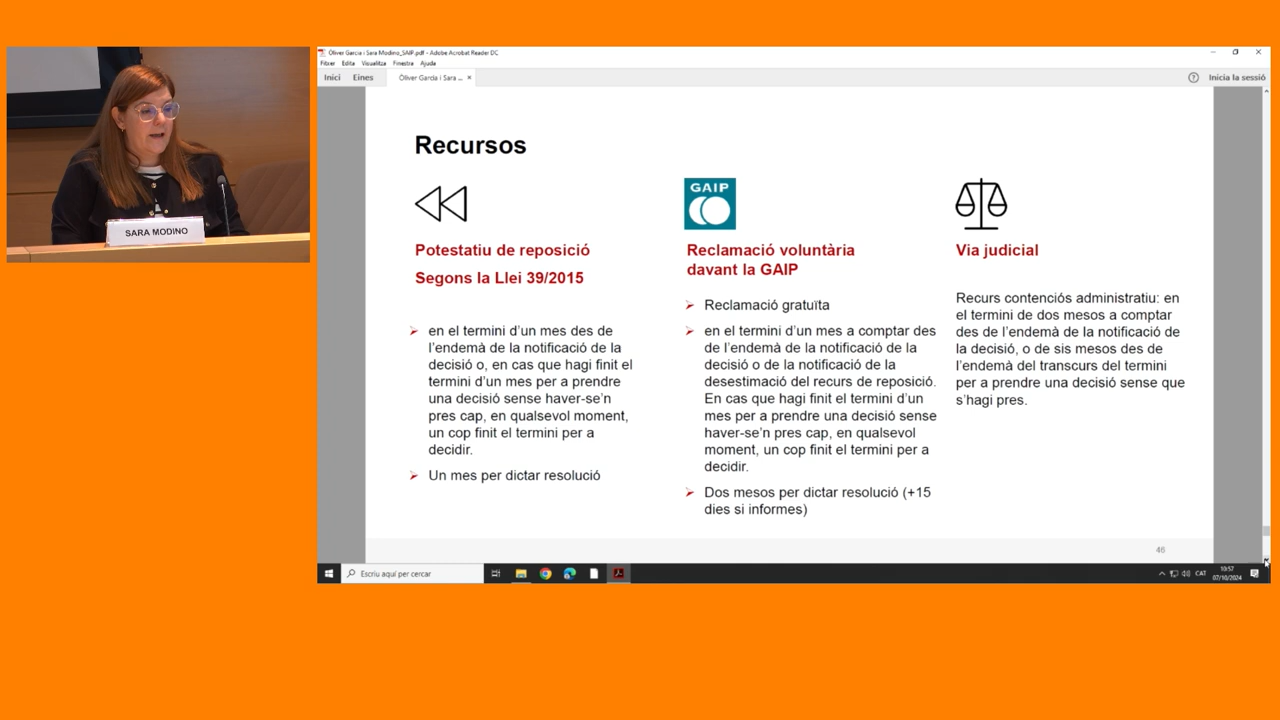 SARA MODINO
Òliver Garcia i Sara Modino_SAIP.pdf - Adobe Acrobat Reader DC
Fitxer Edita Visualitza Finestra Ajuda
Inici Eines Òliver Garcia i Sara ... × Inicia la sessió
Recursos
GAIP
Potestatiu de reposició
Segons la Llei 39/2015
en el termini d’un mes des de
l’endemà de la notificació de la
decisió o, en cas que hagi finit el
termini d’un mes per a prendre
una decisió sense haver-se’n
pres cap, en qualsevol moment,
un cop finit el termini per a
decidir.
Un mes per dictar resolució
Reclamació voluntària
davant la GAIP
Reclamació gratuïta
en el termini d’un mes a comptar des
de l’endemà de la notificació de la
decisió o de la notificació de la
desestimació del recurs de reposició.
En cas que hagi finit el termini d’un
mes per a prendre una decisió sense
haver-se’n pres cap, en qualsevol
moment, un cop finit el termini per a
decidir.
Dos mesos per dictar resolució (+15
dies si informes)
Via judicial
Recurs contenciós administratiu: en
el termini de dos mesos a comptar
des de l’endemà de la notificació de
la decisió, o de sis mesos des de
l’endemà del transcurs del termini
per a prendre una decisió sense que
s’hagi pres.
46
Escriu aquí per cercar
CAT
10:57
07/10/2024